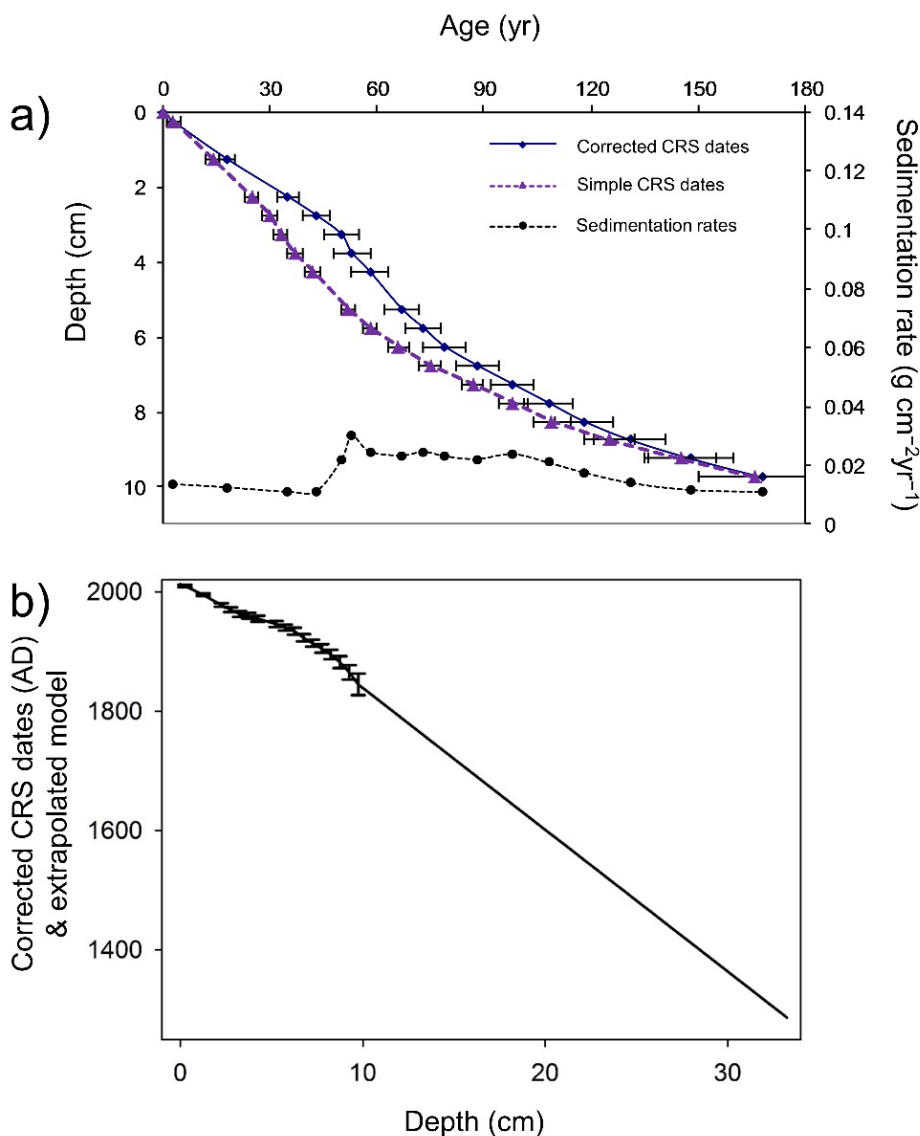 Age (yr)
a)
0 30 60 90 120 150 180
Depth (cm)
0
2
4
6
8
10
Corrected CRS dates
Simple CRS dates
Sedimentation rates
0.14
0.12
0.1
0.08
0.06
0.04
0.02
0
Sedimentation rate (g cm⁻²yr⁻¹)
b)
Corrected CRS dates (AD)
& extrapolated model
2000
1800
1600
1400
0 10 20 30
Depth (cm)